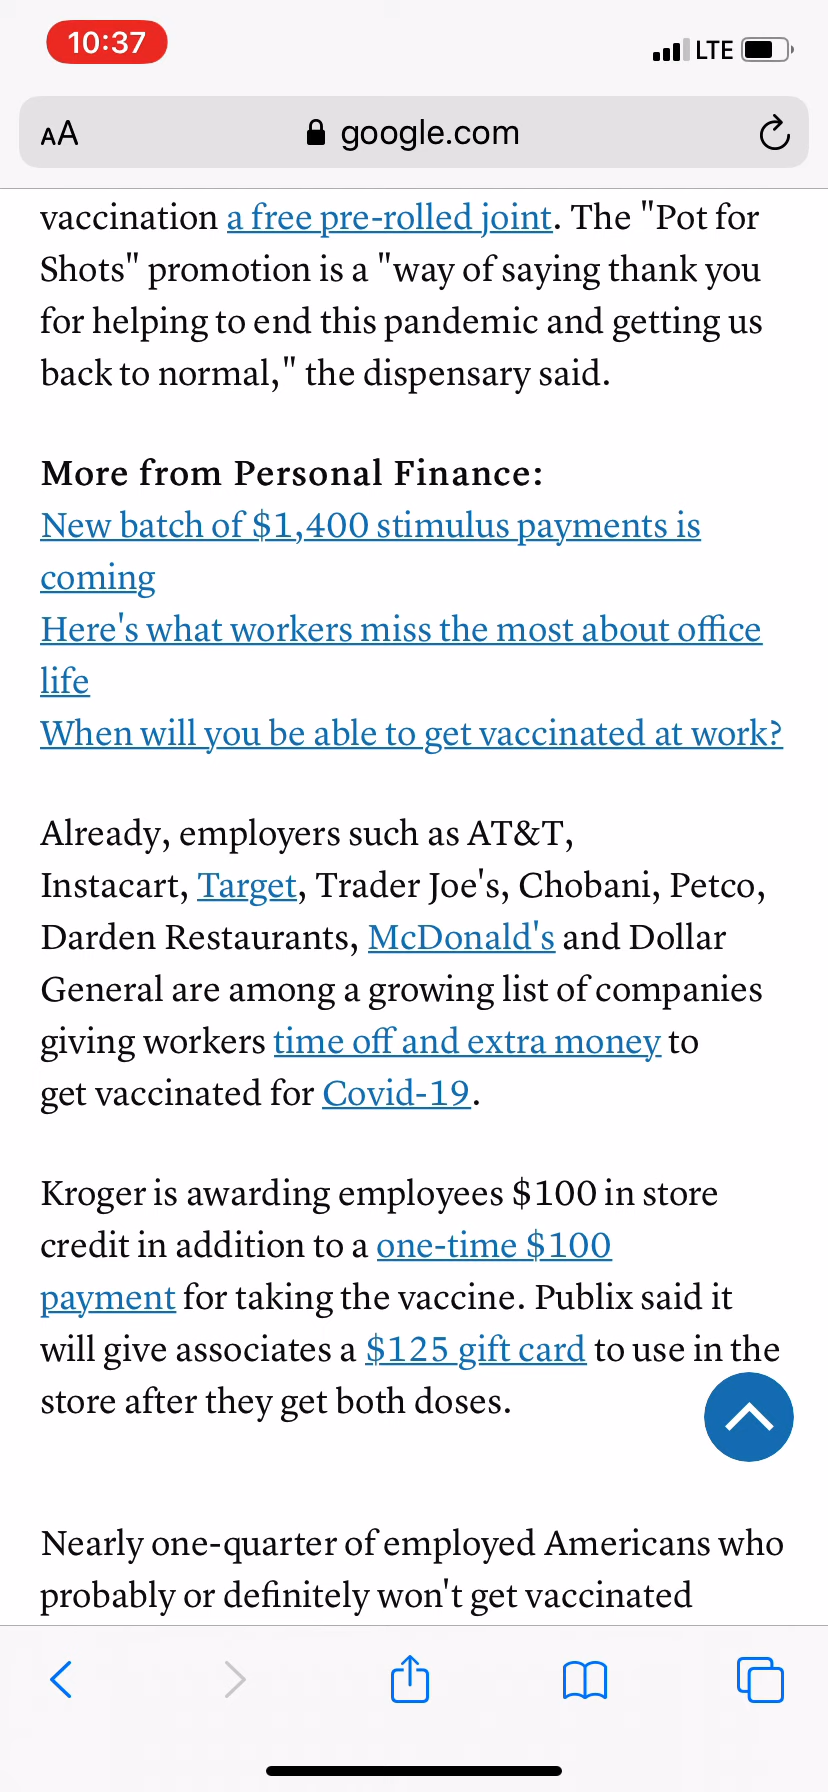 10:37
LTE
AA
google.com
vaccination a free pre-rolled joint. The "Pot for
Shots" promotion is a "way of saying thank you
for helping to end this pandemic and getting us
back to normal," the dispensary said.
More from Personal Finance:
New batch of $1,400 stimulus payments is
coming
Here's what workers miss the most about office
life
When will you be able to get vaccinated at work?
Already, employers such as AT&T,
Instacart, Target, Trader Joe's, Chobani, Petco,
Darden Restaurants, McDonald's and Dollar
General are among a growing list of companies
giving workers time off and extra money to
get vaccinated for Covid-19.
Kroger is awarding employees $100 in store
credit in addition to a one-time $100
payment for taking the vaccine. Publix said it
will give associates a $125 gift card to use in the
store after they get both doses.
Nearly one-quarter of employed Americans who
probably or definitely won't get vaccinated